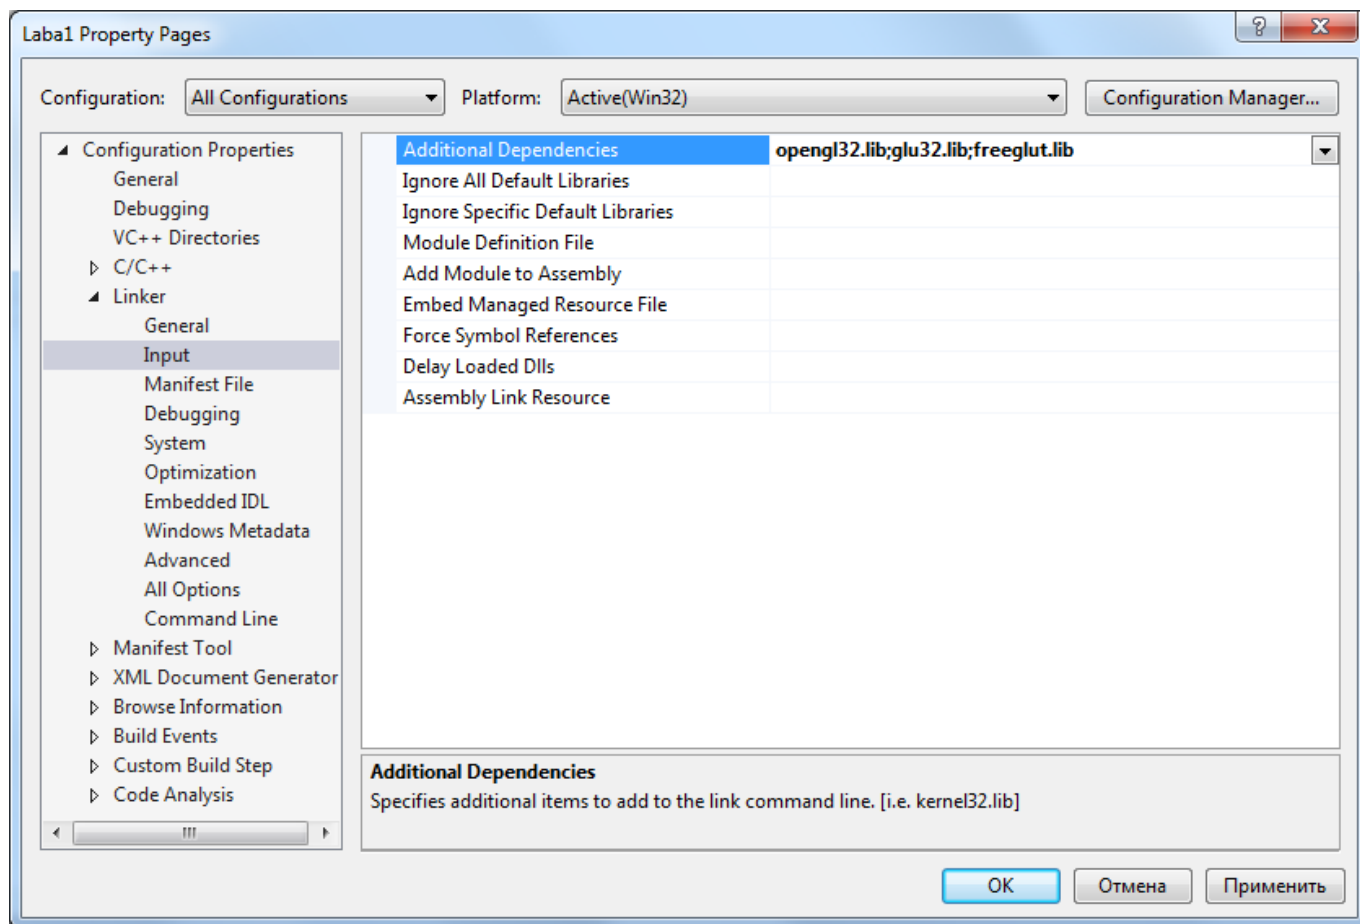 Laba1 Property Pages
Configuration: All Configurations Platform: Active(Win32) Configuration Manager...
Configuration Properties
General
Debugging
VC++ Directories
C/C++
Linker
General
Input
Manifest File
Debugging
System
Optimization
Embedded IDL
Windows Metadata
Advanced
All Options
Command Line
Manifest Tool
XML Document Generator
Browse Information
Build Events
Custom Build Step
Code Analysis
Additional Dependencies opengl32.lib;glu32.lib;freeglut.lib
Ignore All Default Libraries
Ignore Specific Default Libraries
Module Definition File
Add Module to Assembly
Embed Managed Resource File
Force Symbol References
Delay Loaded Dlls
Assembly Link Resource
Additional Dependencies
Specifies additional items to add to the link command line. [i.e. kernel32.lib]
OK Отмена Применить